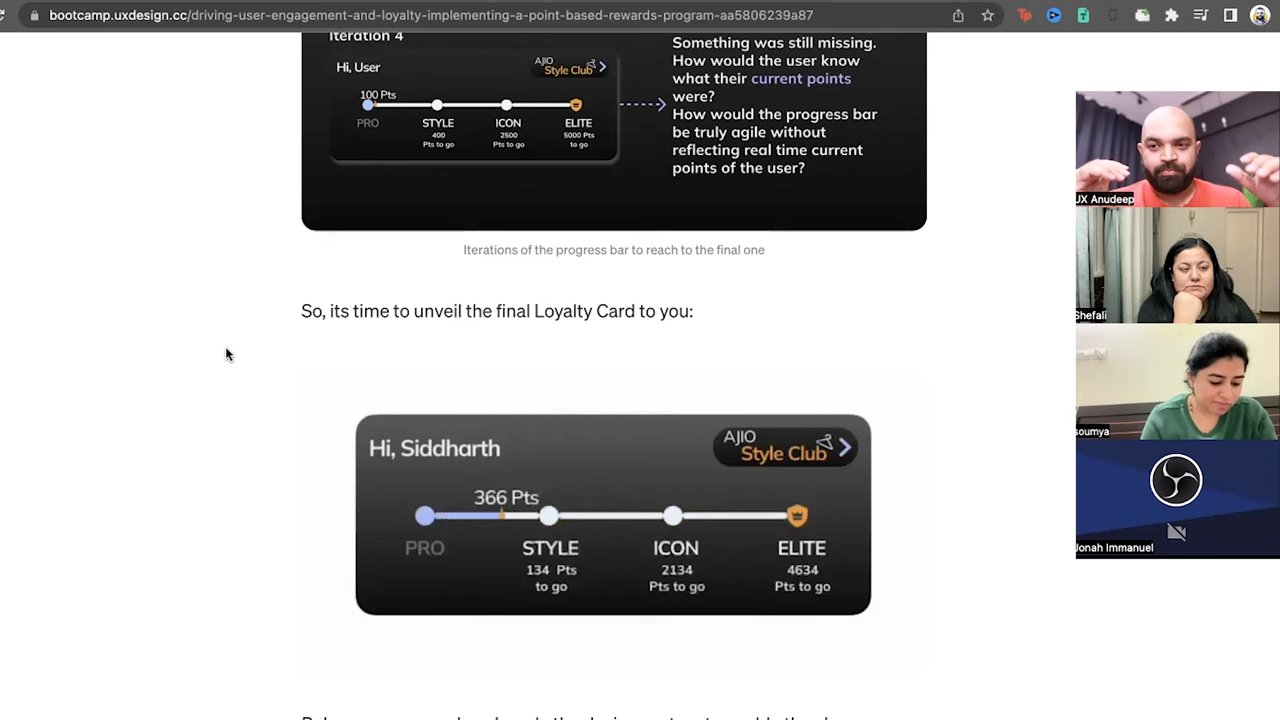 bootcamp.uxdesign.cc/driving-user-engagement-and-loyalty-implementing-a-point-based-rewards-program-aa5806239a87
Iteration 4
Hi, User
AJIO
Style Club
100 Pts
PRO
STYLE
400
Pts to go
ICON
2500
Pts to go
ELITE
5000 Pts
to go
Something was still missing.
How would the user know
what their current points
were?
How would the progress bar
be truly agile without
reflecting real time current
points of the user?
Iterations of the progress bar to reach to the final one
So, its time to unveil the final Loyalty Card to you:
Hi, Siddharth
AJIO
Style Club
366 Pts
PRO
STYLE
134 Pts
to go
ICON
2134
Pts to go
ELITE
4634
Pts to go
UX Anudeep
Shefali
soumya
Jonah Immanuel